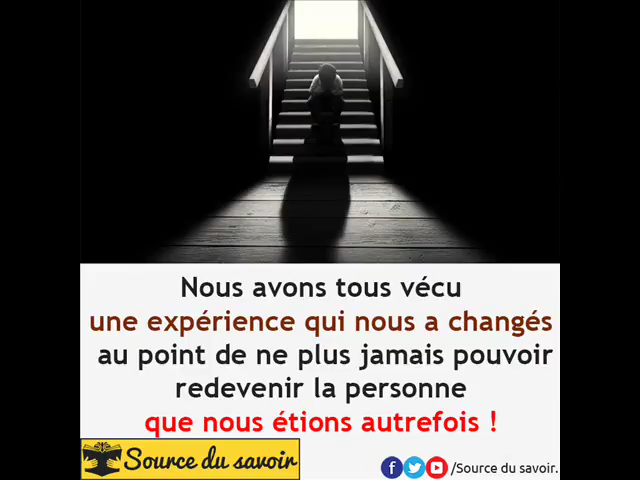 Nous avons tous vécu
une expérience qui nous a changés
au point de ne plus jamais pouvoir
redevenir la personne
que nous étions autrefois !
Source du savoir
/Source du savoir.